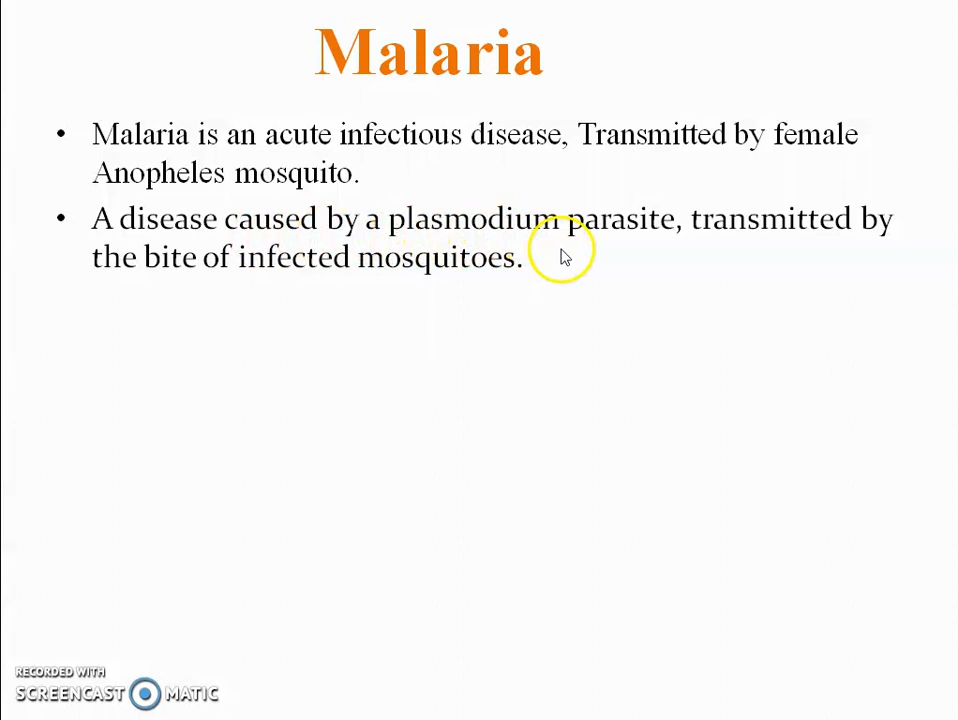 Malaria
• Malaria is an acute infectious disease, Transmitted by female
Anopheles mosquito.
• A disease caused by a plasmodium parasite, transmitted by
the bite of infected mosquitoes.
RECORDED WITH
SCREENCAST MATIC